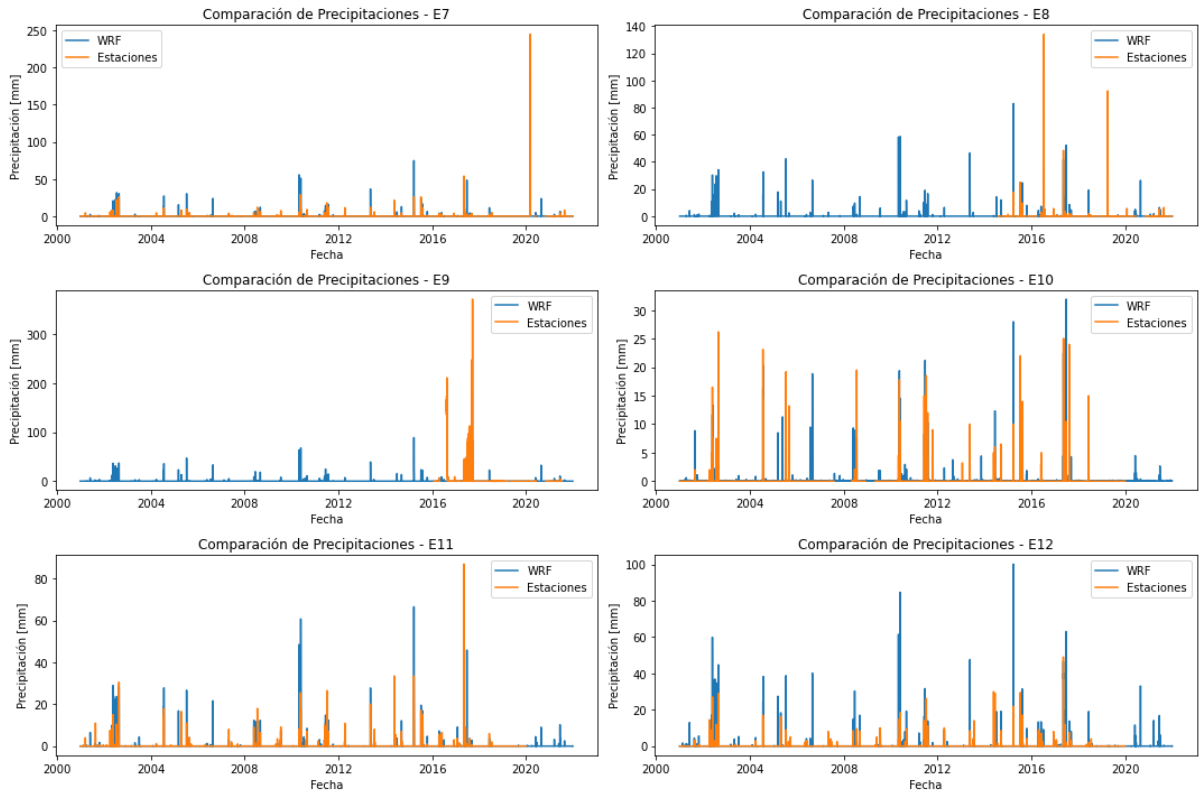 Comparación de Precipitaciones - E7
Precipitación [mm]
250
200
150
100
50
0
WRF
Estaciones
2000 2004 2008 2012 2016 2020
Fecha
Comparación de Precipitaciones - E8
Precipitación [mm]
140
120
100
80
60
40
20
0
WRF
Estaciones
2000 2004 2008 2012 2016 2020
Fecha
Comparación de Precipitaciones - E9
Precipitación [mm]
300
200
100
0
WRF
Estaciones
2000 2004 2008 2012 2016 2020
Fecha
Comparación de Precipitaciones - E10
Precipitación [mm]
30
25
20
15
10
5
0
WRF
Estaciones
2000 2004 2008 2012 2016 2020
Fecha
Comparación de Precipitaciones - E11
Precipitación [mm]
80
60
40
20
0
WRF
Estaciones
2000 2004 2008 2012 2016 2020
Fecha
Comparación de Precipitaciones - E12
Precipitación [mm]
100
80
60
40
20
0
WRF
Estaciones
2000 2004 2008 2012 2016 2020
Fecha